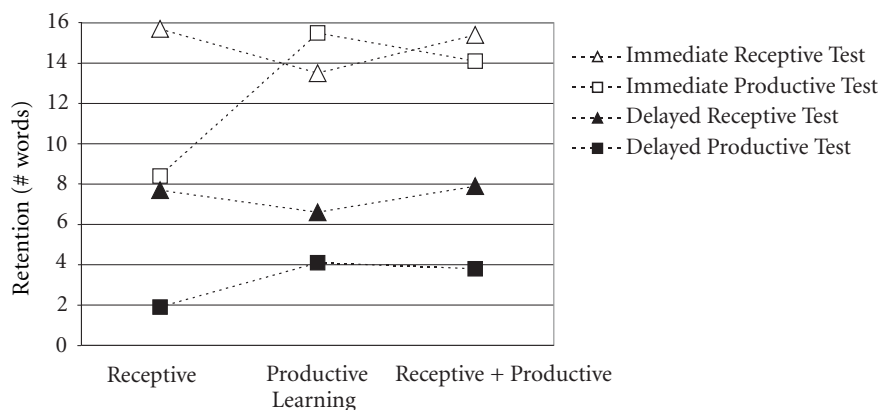 16
14
12
10
8
6
4
2
0
Retention (# words)
Receptive
Productive
Learning
Receptive + Productive
Immediate Receptive Test
Immediate Productive Test
Delayed Receptive Test
Delayed Productive Test